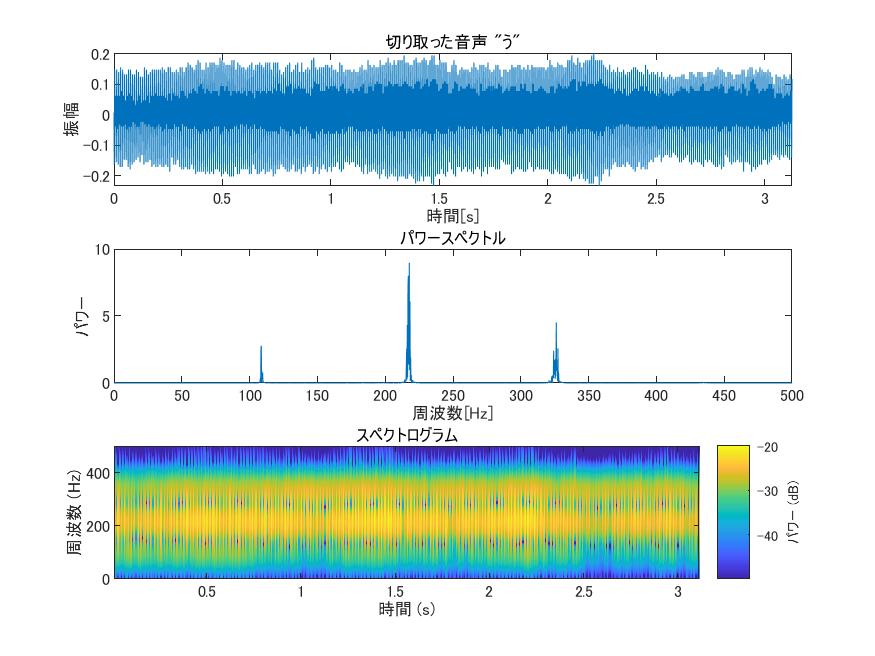 切り取った音声 "う"
振幅
0.2
0.1
0
-0.1
-0.2
0 0.5 1 1.5 2 2.5 3
時間[s]
パワースペクトル
パワー
10
5
0
0 50 100 150 200 250 300 350 400 450 500
周波数[Hz]
スペクトログラム
周波数 (Hz)
400
200
0
0.5 1 1.5 2 2.5 3
時間 (s)
-20
-30
-40
パワー (dB)